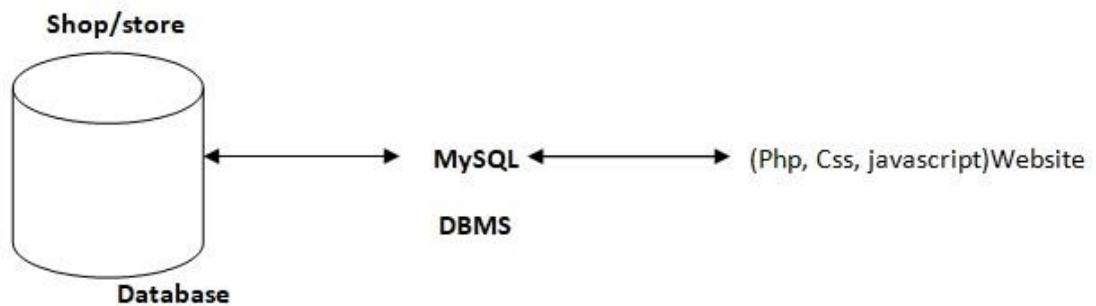 Shop/store
MySQL
(Php, Css, javascript)Website
DBMS
Database